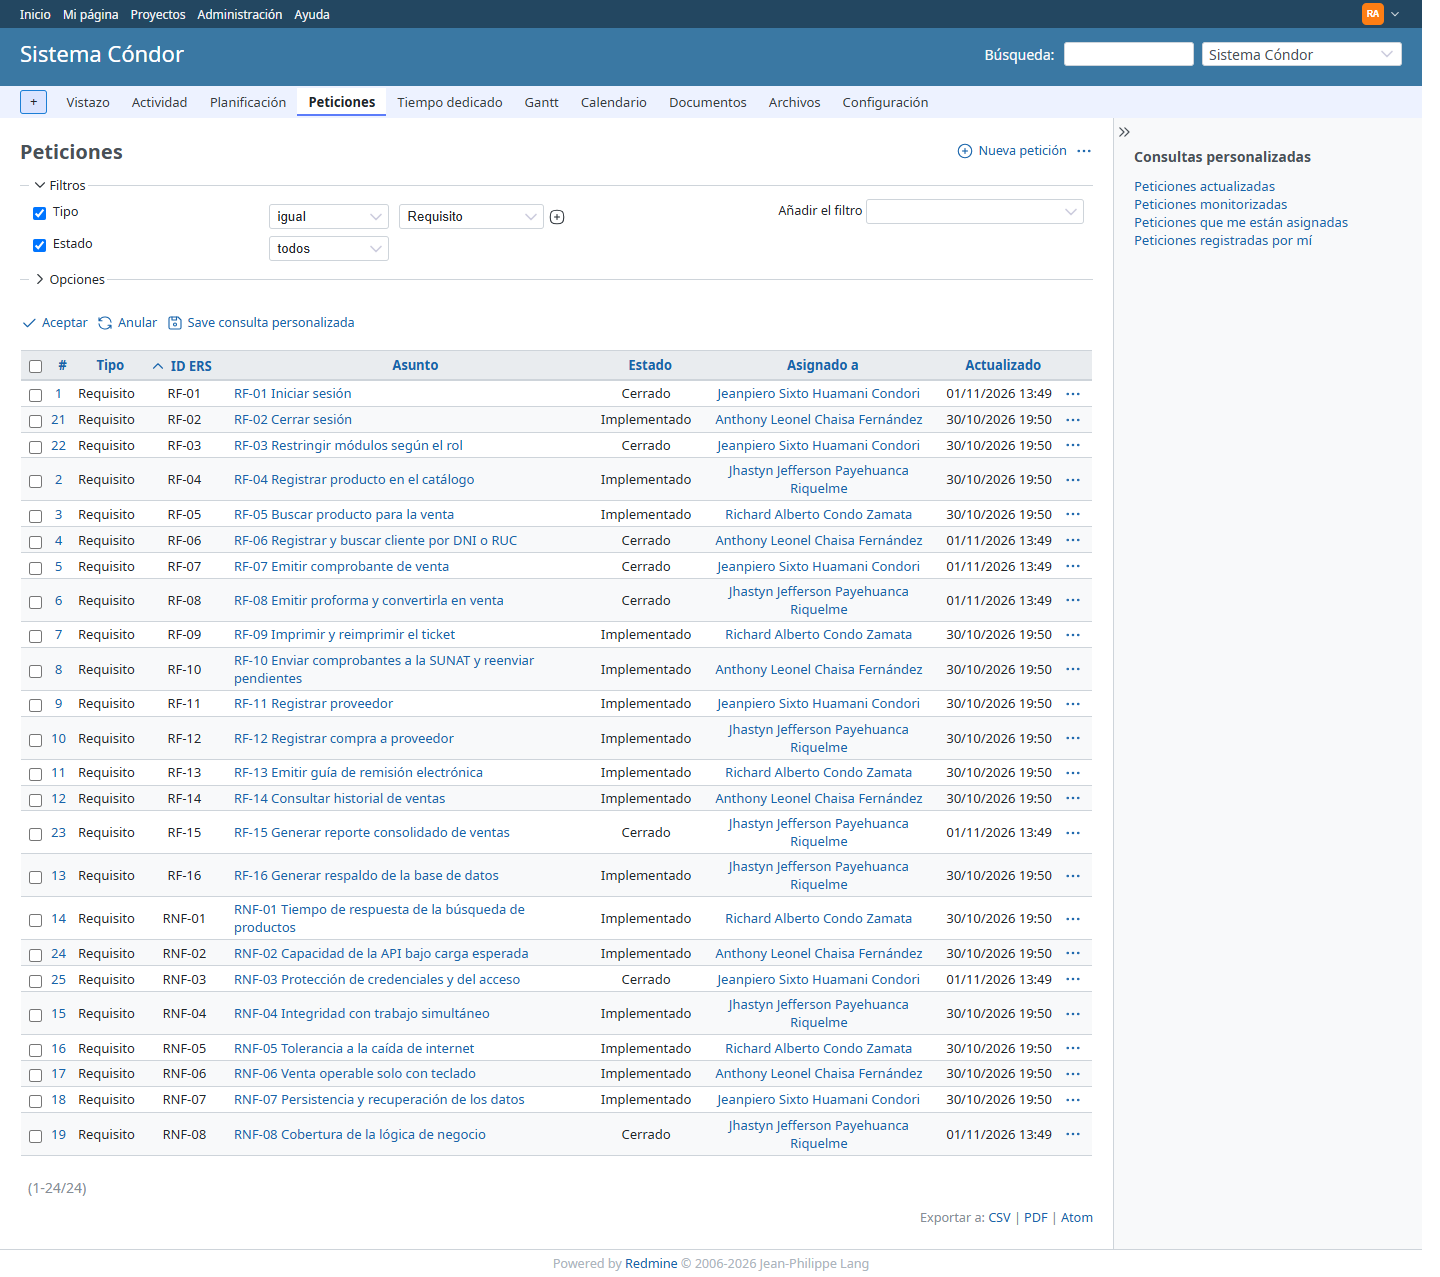 Inicio Mi página Proyectos Administración Ayuda RA
Sistema Cóndor Búsqueda: Sistema Cóndor
+ Vistazo Actividad Planificación Peticiones Tiempo dedicado Gantt Calendario Documentos Archivos Configuración
Peticiones Nueva petición
Filtros
Tipo igual Requisito Añadir el filtro
Estado todos
Opciones
Aceptar Anular Save consulta personalizada
# Tipo ID ERS Asunto Estado Asignado a Actualizado
1 Requisito RF-01 RF-01 Iniciar sesión Cerrado Jeanpiero Sixto Huamani Condori 01/11/2026 13:49
21 Requisito RF-02 RF-02 Cerrar sesión Implementado Anthony Leonel Chaisa Fernández 30/10/2026 19:50
22 Requisito RF-03 RF-03 Restringir módulos según el rol Cerrado Jeanpiero Sixto Huamani Condori 30/10/2026 19:50
2 Requisito RF-04 RF-04 Registrar producto en el catálogo Implementado Jhastyn Jefferson Payehuanca Riquelme 30/10/2026 19:50
3 Requisito RF-05 RF-05 Buscar producto para la venta Implementado Richard Alberto Condo Zamata 30/10/2026 19:50
4 Requisito RF-06 RF-06 Registrar y buscar cliente por DNI o RUC Cerrado Anthony Leonel Chaisa Fernández 01/11/2026 13:49
5 Requisito RF-07 RF-07 Emitir comprobante de venta Cerrado Jeanpiero Sixto Huamani Condori 01/11/2026 13:49
6 Requisito RF-08 RF-08 Emitir proforma y convertirla en venta Cerrado Jhastyn Jefferson Payehuanca Riquelme 01/11/2026 13:49
7 Requisito RF-09 RF-09 Imprimir y reimprimir el ticket Implementado Richard Alberto Condo Zamata 30/10/2026 19:50
8 Requisito RF-10 RF-10 Enviar comprobantes a la SUNAT y reenviar pendientes Implementado Anthony Leonel Chaisa Fernández 30/10/2026 19:50
9 Requisito RF-11 RF-11 Registrar proveedor Implementado Jeanpiero Sixto Huamani Condori 30/10/2026 19:50
10 Requisito RF-12 RF-12 Registrar compra a proveedor Implementado Jhastyn Jefferson Payehuanca Riquelme 30/10/2026 19:50
11 Requisito RF-13 RF-13 Emitir guía de remisión electrónica Implementado Richard Alberto Condo Zamata 30/10/2026 19:50
12 Requisito RF-14 RF-14 Consultar historial de ventas Implementado Anthony Leonel Chaisa Fernández 30/10/2026 19:50
23 Requisito RF-15 RF-15 Generar reporte consolidado de ventas Cerrado Jhastyn Jefferson Payehuanca Riquelme 01/11/2026 13:49
13 Requisito RF-16 RF-16 Generar respaldo de la base de datos Implementado Jhastyn Jefferson Payehuanca Riquelme 30/10/2026 19:50
14 Requisito RNF-01 RNF-01 Tiempo de respuesta de la búsqueda de productos Implementado Richard Alberto Condo Zamata 30/10/2026 19:50
24 Requisito RNF-02 RNF-02 Capacidad de la API bajo carga esperada Implementado Anthony Leonel Chaisa Fernández 30/10/2026 19:50
25 Requisito RNF-03 RNF-03 Protección de credenciales y del acceso Cerrado Jeanpiero Sixto Huamani Condori 01/11/2026 13:49
15 Requisito RNF-04 RNF-04 Integridad con trabajo simultáneo Implementado Jhastyn Jefferson Payehuanca Riquelme 30/10/2026 19:50
16 Requisito RNF-05 RNF-05 Tolerancia a la caída de internet Implementado Richard Alberto Condo Zamata 30/10/2026 19:50
17 Requisito RNF-06 RNF-06 Venta operable solo con teclado Implementado Anthony Leonel Chaisa Fernández 30/10/2026 19:50
18 Requisito RNF-07 RNF-07 Persistencia y recuperación de los datos Implementado Jeanpiero Sixto Huamani Condori 30/10/2026 19:50
19 Requisito RNF-08 RNF-08 Cobertura de la lógica de negocio Cerrado Jhastyn Jefferson Payehuanca Riquelme 01/11/2026 13:49
(1-24/24)
Exportar a: CSV | PDF | Atom
Consultas personalizadas
Peticiones actualizadas
Peticiones monitorizadas
Peticiones que me están asignadas
Peticiones registradas por mí
Powered by Redmine © 2006-2026 Jean-Philippe Lang